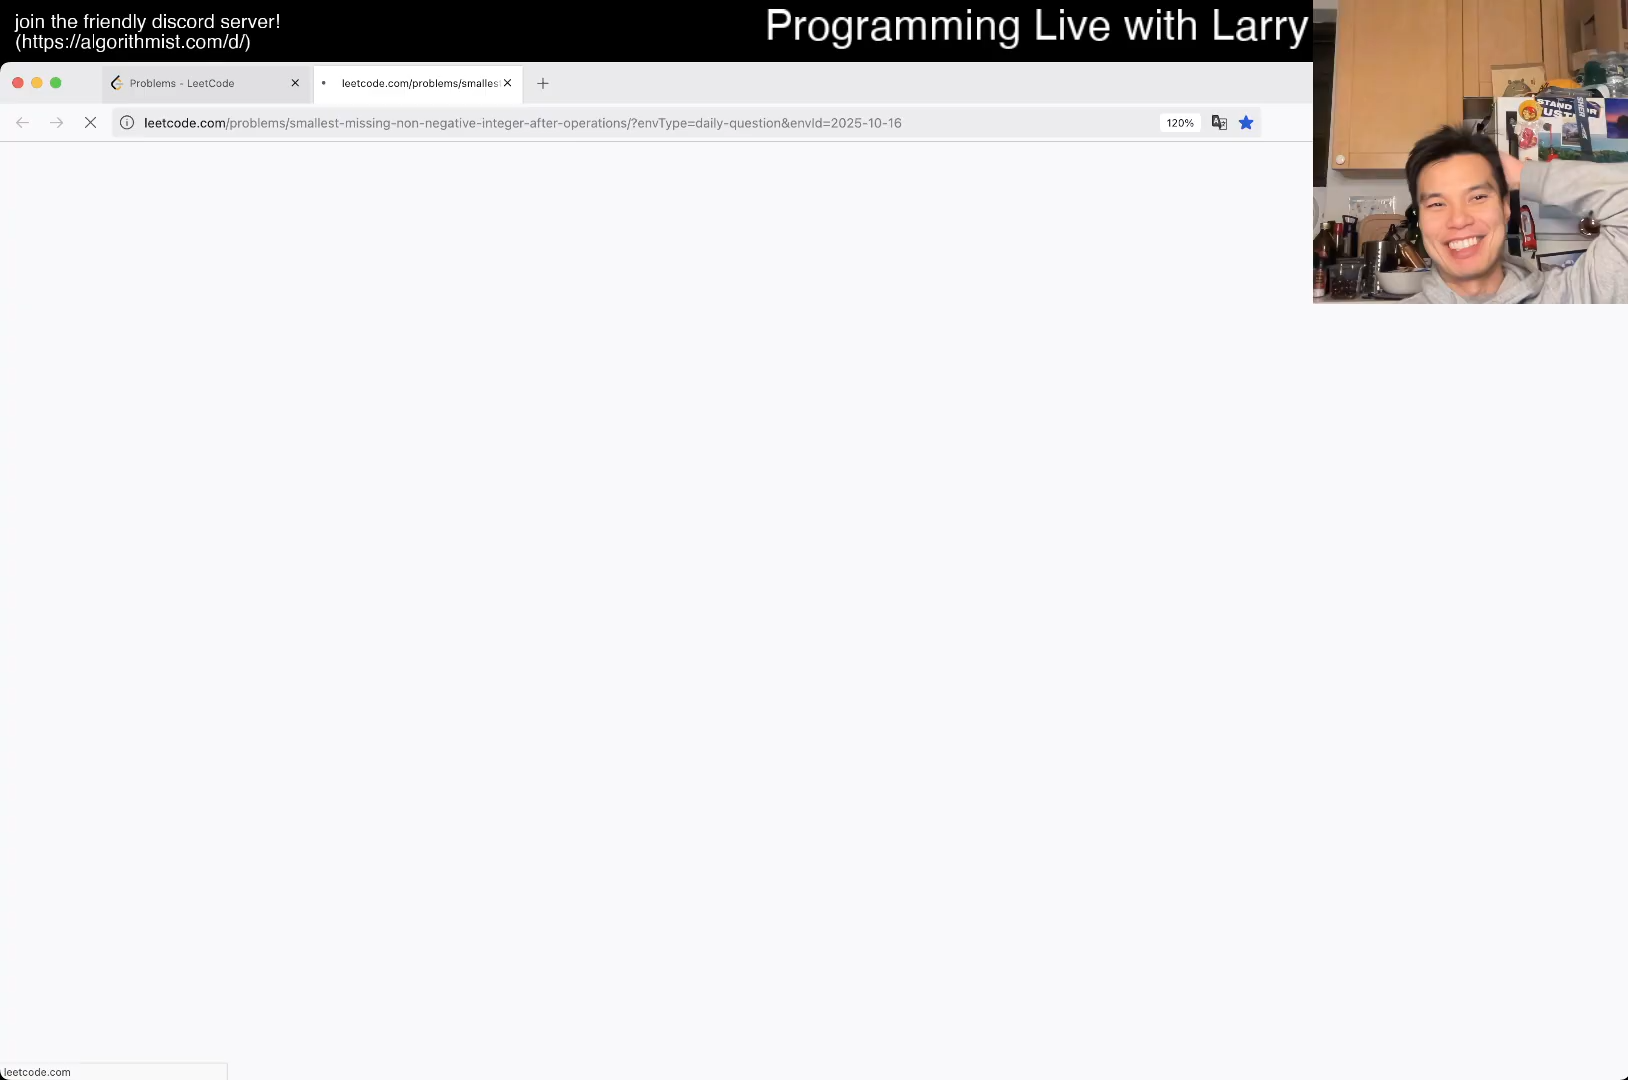 join the friendly discord server!
(https://algorithmist.com/d/)
Programming Live with Larry
Problems - LeetCode
leetcode.com/problems/smalles
leetcode.com/problems/smallest-missing-non-negative-integer-after-operations/?envType=daily-question&envId=2025-10-16
120%
STAND
leetcode.com